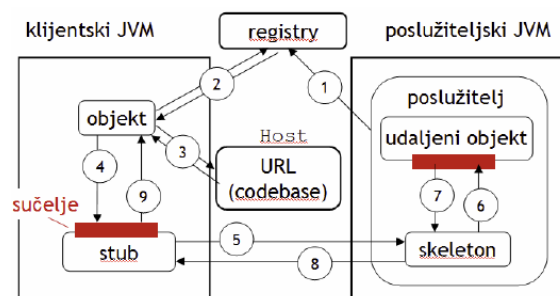 klijentski JVM
registry
poslužiteljski JVM
2
1
poslužitelj
objekt
udaljeni objekt
Host
3
URL
(codebase)
4
9
7
6
sučelje
5
stub
skeleton
8